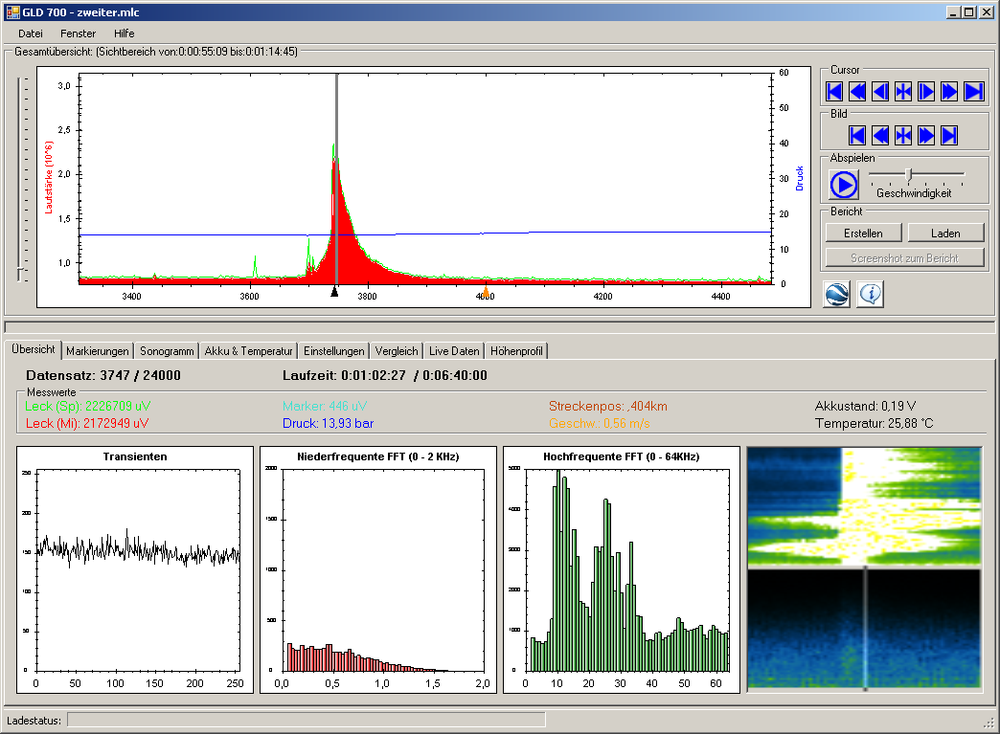 GLD 700 - zweiter.mlc
Datei Fenster Hilfe
Gesamtübersicht: (Sichtbereich von:0:00:55:09 bis:0:01:14:45)
3,0
2,5
2,0
1,5
1,0
Lautstärke (10^6)
60
50
40
30
20
10
0
Druck
3400 3600 3800 4000 4200 4400
Cursor
Bild
Abspielen
Geschwindigkeit
Bericht
Erstellen Laden
Screenshot zum Bericht
Übersicht Markierungen Sonogramm Akku & Temperatur Einstellungen Vergleich Live Daten Höhenprofil
Datensatz: 3747 / 24000 Laufzeit: 0:01:02:27 / 0:06:40:00
Messwerte
Leck (Sp): 2226709 uV Marker: 446 uV Streckenpos: ,404km Akkustand: 0,19 V
Leck (Mi): 2172949 uV Druck: 13,93 bar Geschw.: 0,56 m/s Temperatur: 25,88 °C
Transienten
250
200
150
100
50
0
0 50 100 150 200 250
Niederfrequente FFT (0 - 2 KHz)
2000
1500
1000
500
0
0,0 0,5 1,0 1,5 2,0
Hochfrequente FFT (0 - 64KHz)
5000
4000
3000
2000
1000
0
0 10 20 30 40 50 60
Ladestatus: